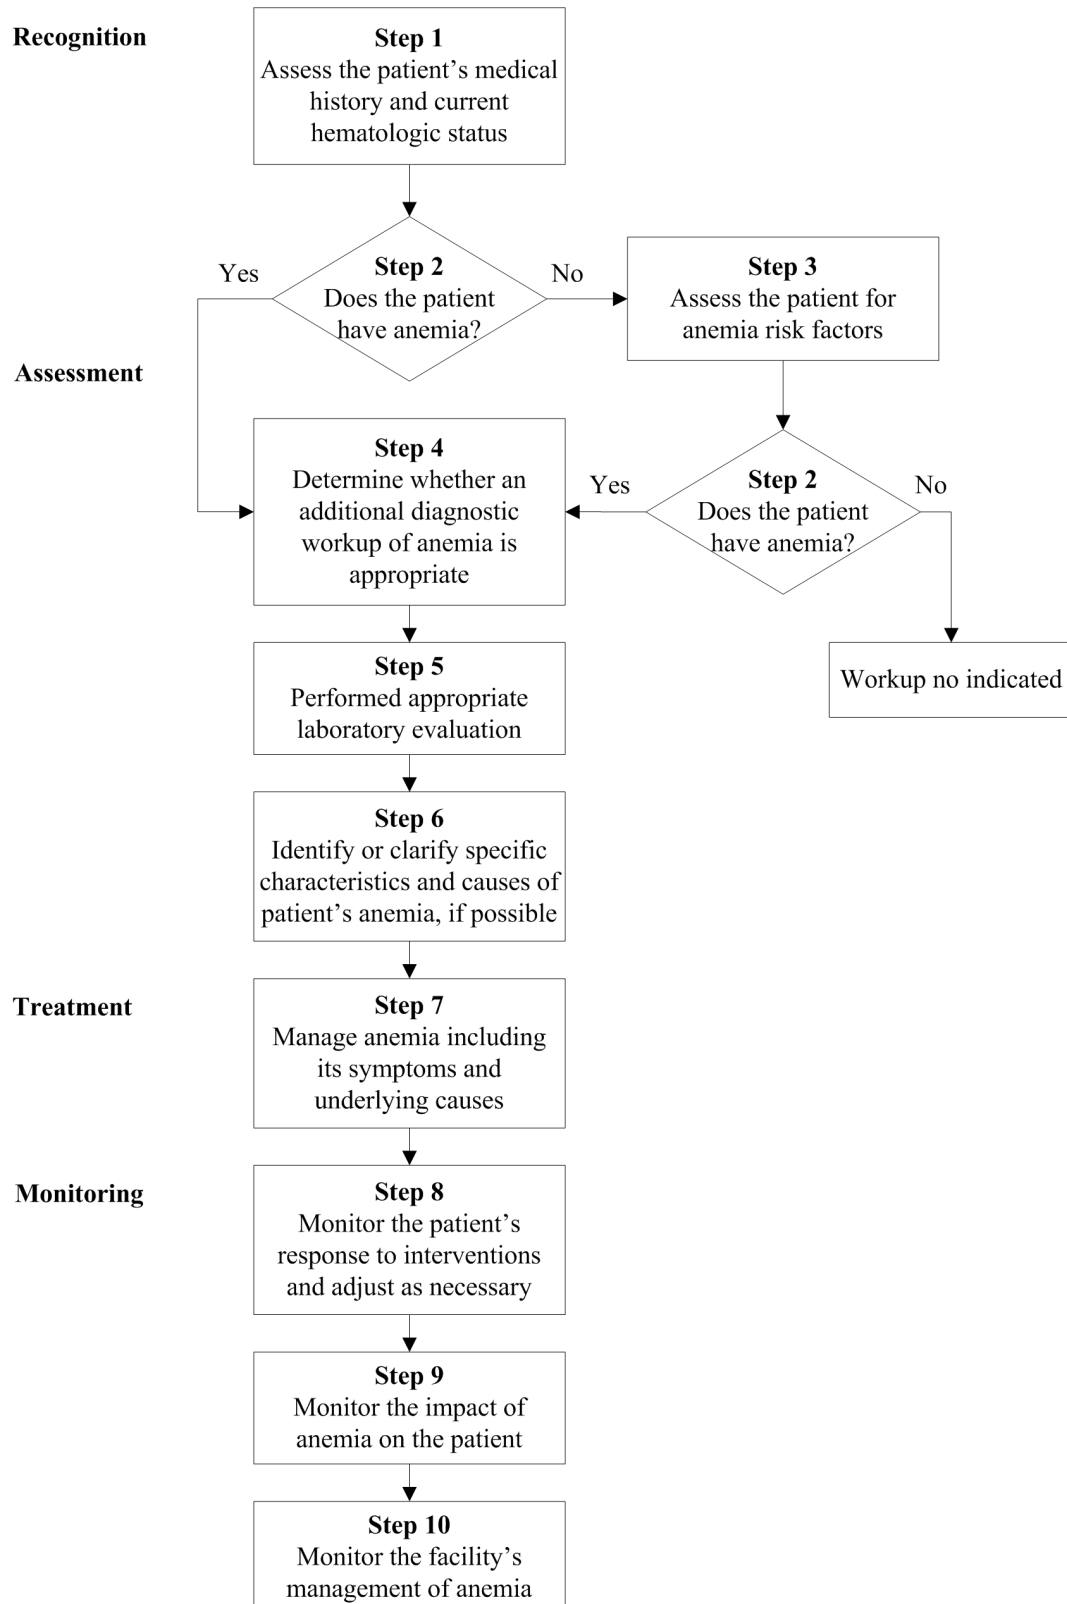 Recognition
Step 1
Assess the patient's medical
history and current
hematologic status
Yes
Step 2
Does the patient
have anemia?
No
Step 3
Assess the patient for
anemia risk factors
Assessment
Step 4
Determine whether an
additional diagnostic
workup of anemia is
appropriate
Yes
Step 2
Does the patient
have anemia?
No
Workup no indicated
Step 5
Performed appropriate
laboratory evaluation
Step 6
Identify or clarify specific
characteristics and causes of
patient's anemia, if possible
Treatment
Step 7
Manage anemia including
its symptoms and
underlying causes
Monitoring
Step 8
Monitor the patient's
response to interventions
and adjust as necessary
Step 9
Monitor the impact of
anemia on the patient
Step 10
Monitor the facility's
management of anemia